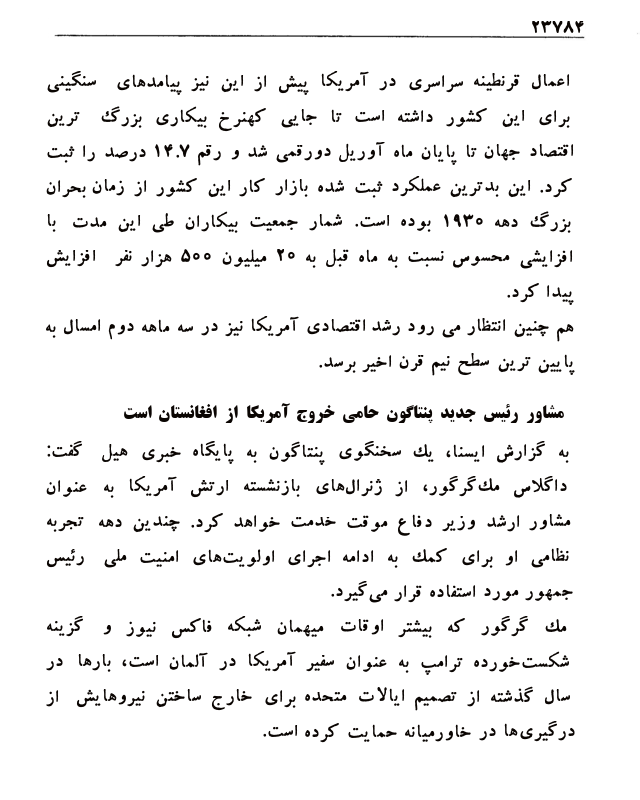 ۲۳۷۸۴
اعمال قرنطینه سراسری در آمریکا پیش از این نیز پیامدهای سنگینی
برای این کشور داشته است تا جایی کهنرخ بیکاری بزرگ ترین
اقتصاد جهان تا پایان ماه آوریل دورقمی شد و رقم ۱۴.۷ درصد را ثبت
کرد. این بدترین عملکرد ثبت شده بازار کار این کشور از زمان بحران
بزرگ دهه ۱۹۳۰ بوده است. شمار جمعیت بیکاران طی این مدت با
افزایشی محسوس نسبت به ماه قبل به ۲۰ میلیون ۵۰۰ هزار نفر افزایش
پیدا کرد.
هم چنین انتظار می رود رشد اقتصادی آمریکا نیز در سه ماهه دوم امسال به
پایین ترین سطح نیم قرن اخیر برسد.
مشاور رئیس جدید پنتاگون حامی خروج آمریکا از افغانستان است
به گزارش ایسنا، یك سخنگوی پنتاگون به پایگاه خبری هیل گفت:
داگلاس مك‌گرگور، از ژنرال‌های بازنشسته ارتش آمریکا به عنوان
مشاور ارشد وزیر دفاع موقت خدمت خواهد کرد. چندین دهه تجربه
نظامی او برای کمك به ادامه اجرای اولویت‌های امنیت ملی رئیس
جمهور مورد استفاده قرار می‌گیرد.
مك گرگور که بیشتر اوقات میهمان شبکه فاکس نیوز و گزینه
شکست‌خورده ترامپ به عنوان سفیر آمریکا در آلمان است، بارها در
سال گذشته از تصمیم ایالات متحده برای خارج ساختن نیروهایش از
درگیری‌ها در خاورمیانه حمایت کرده است.